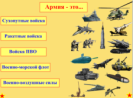 Армия - это...
Сухопутные войска
Ракетные войска
Войска ПВО
Военно-морской флот
Военно-воздушные силы